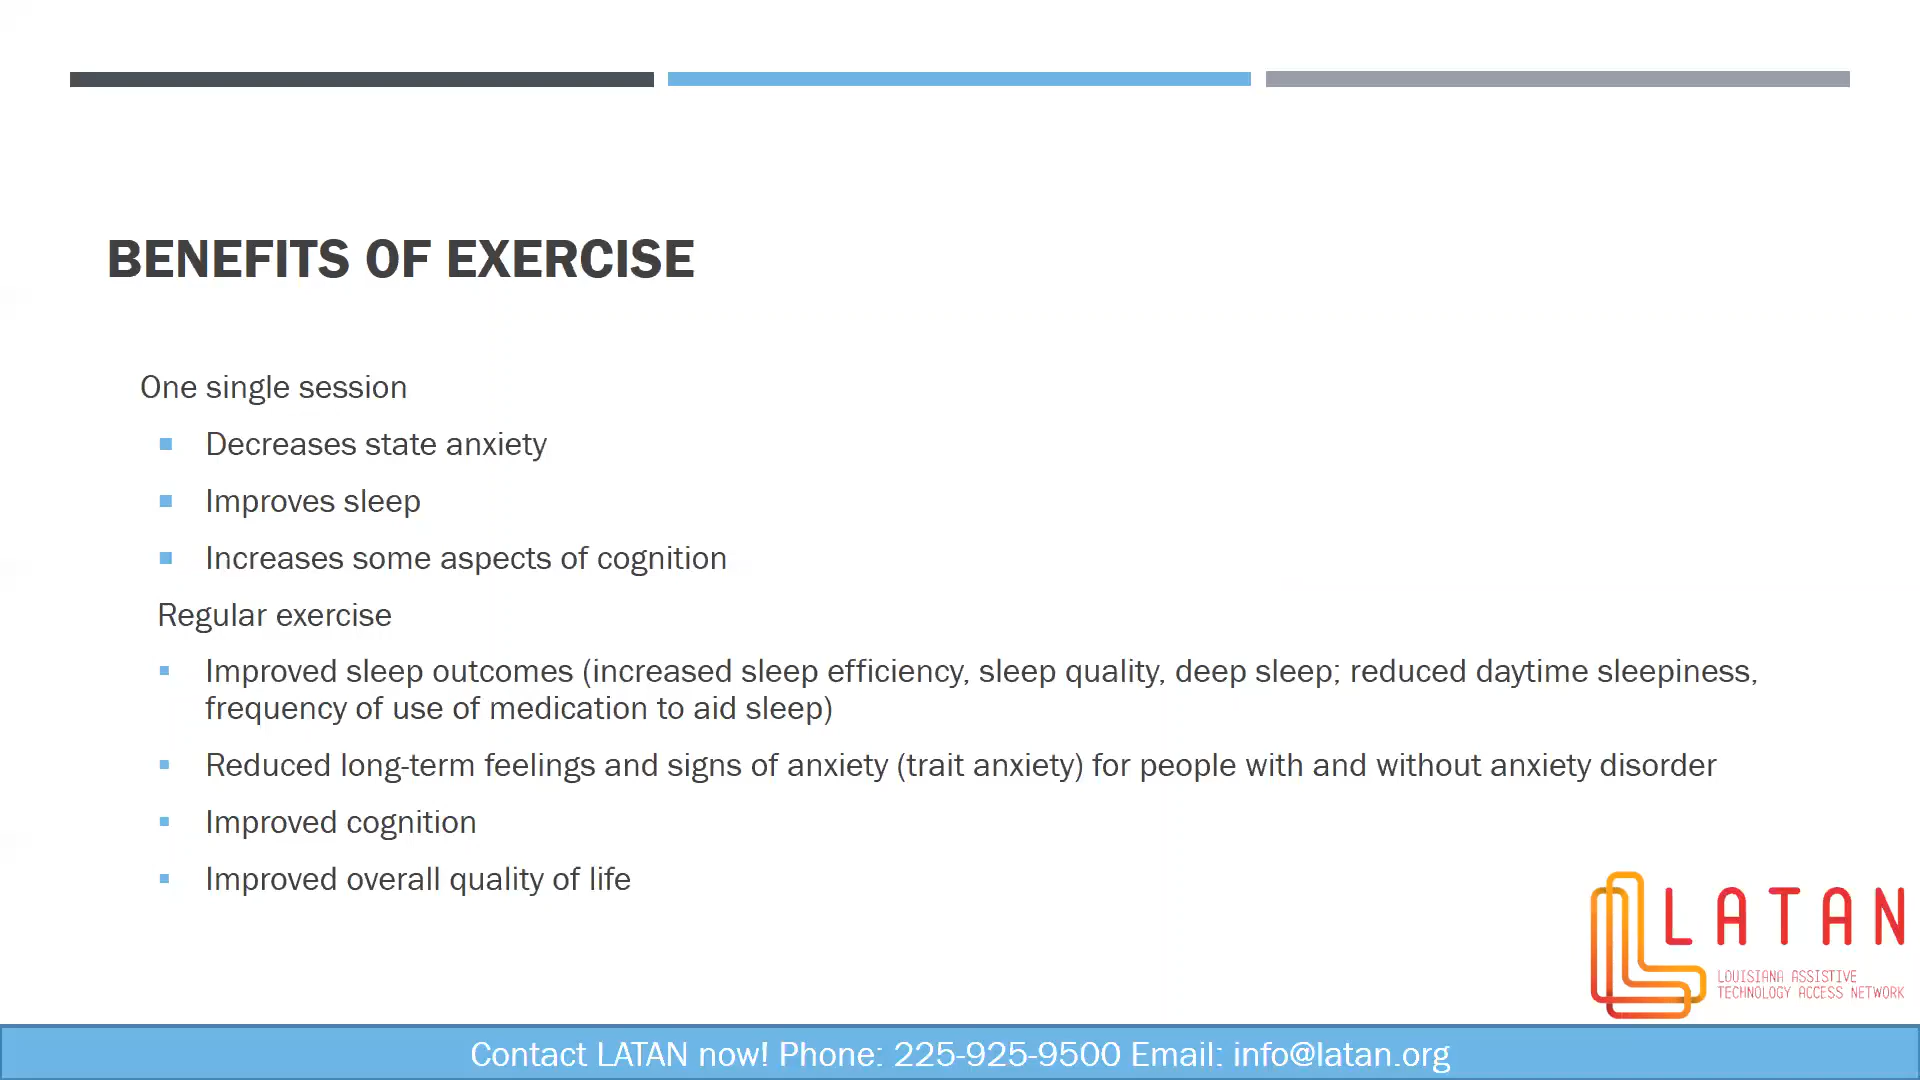 BENEFITS OF EXERCISE
One single session
Decreases state anxiety
Improves sleep
Increases some aspects of cognition
Regular exercise
Improved sleep outcomes (increased sleep efficiency, sleep quality, deep sleep; reduced daytime sleepiness,
frequency of use of medication to aid sleep)
Reduced long-term feelings and signs of anxiety (trait anxiety) for people with and without anxiety disorder
Improved cognition
Improved overall quality of life
LATAN
LOUISIANA ASSISTIVE
TECHNOLOGY ACCESS NETWORK
Contact LATAN now! Phone: 225-925-9500 Email: info@latan.org